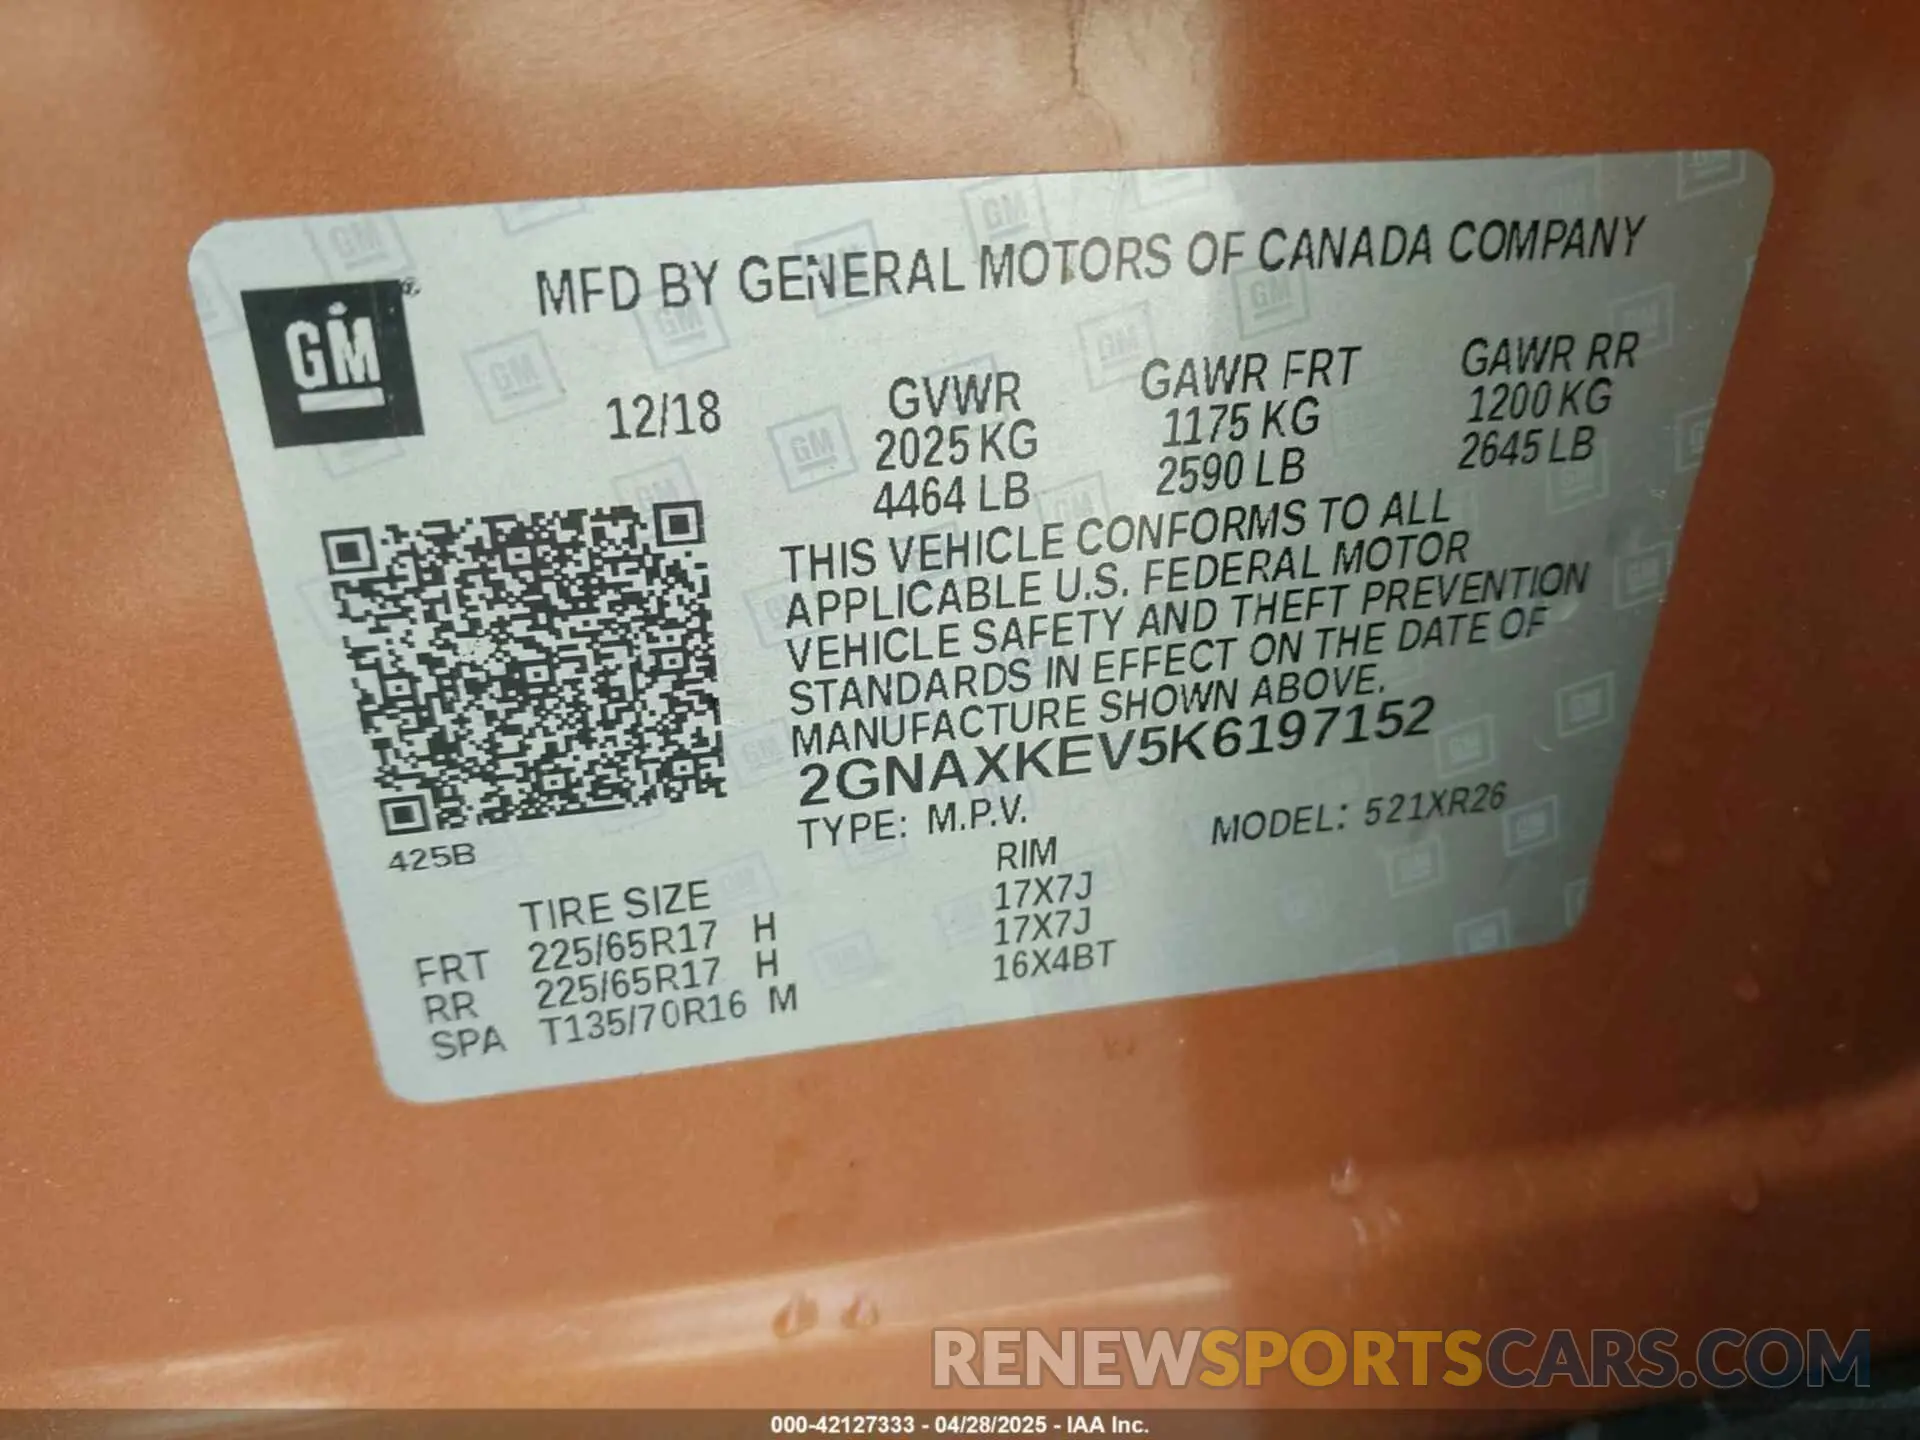 MFD BY GENERAL MOTORS OF CANADA COMPANY
GM
12/18
GVWR GAWR FRT GAWR RR
2025 KG 1175 KG 1200 KG
4464 LB 2590 LB 2645 LB
THIS VEHICLE CONFORMS TO ALL
APPLICABLE U.S. FEDERAL MOTOR
VEHICLE SAFETY AND THEFT PREVENTION
STANDARDS IN EFFECT ON THE DATE OF
MANUFACTURE SHOWN ABOVE.
2GNAXKEV5K6197152
TYPE: M.P.V. MODEL: 521XR26
425B
TIRE SIZE RIM
FRT 225/65R17 H 17X7J
RR 225/65R17 H 17X7J
SPA T135/70R16 M 16X4BT
RENEWSPORTSCARS.COM
000-42127333 - 04/28/2025 - IAA Inc.